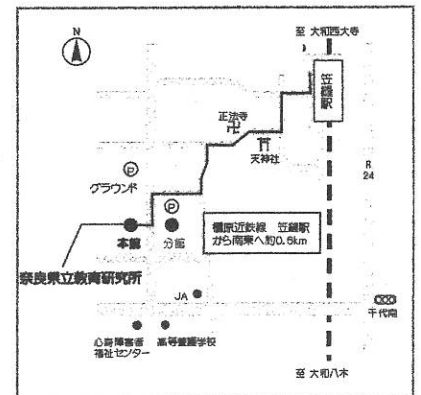 N
至 大和西大寺
笠縫駅
正法寺
卍
天神社
R
24
P
グラウンド
P
本館
分館
橿原近鉄線 笠縫駅
から南東へ約0.6km
奈良県立教育研究所
JA
千代南
心身障害者
福祉センター
高等養護学校
至 大和八木